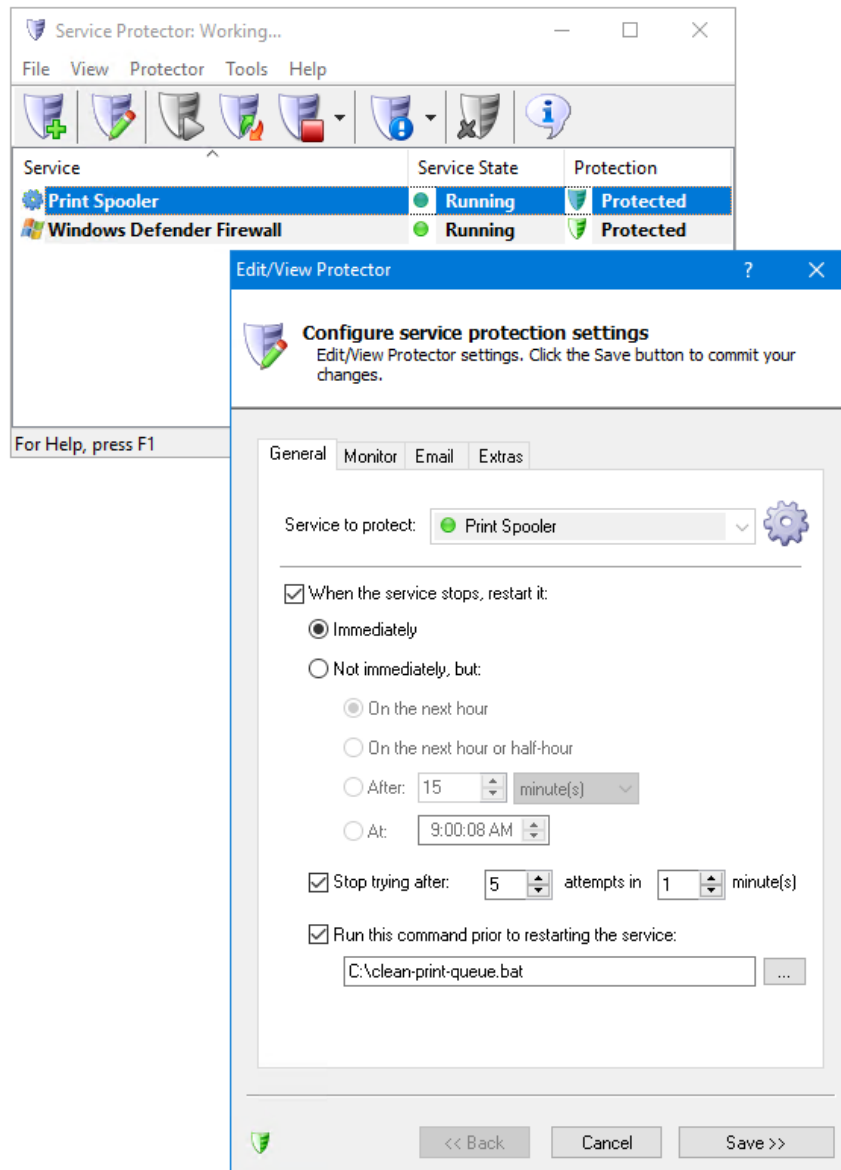 Service Protector: Working...
File View Protector Tools Help
Service Service State Protection
Print Spooler Running Protected
Windows Defender Firewall Running Protected
For Help, press F1
Edit/View Protector ?
Configure service protection settings
Edit/View Protector settings. Click the Save button to commit your
changes.
General Monitor Email Extras
Service to protect: Print Spooler
When the service stops, restart it:
Immediately
Not immediately, but:
On the next hour
On the next hour or half-hour
After: 15 minute(s)
At: 9:00:08 AM
Stop trying after: 5 attempts in 1 minute(s)
Run this command prior to restarting the service:
C:\clean-print-queue.bat ...
<< Back Cancel Save >>